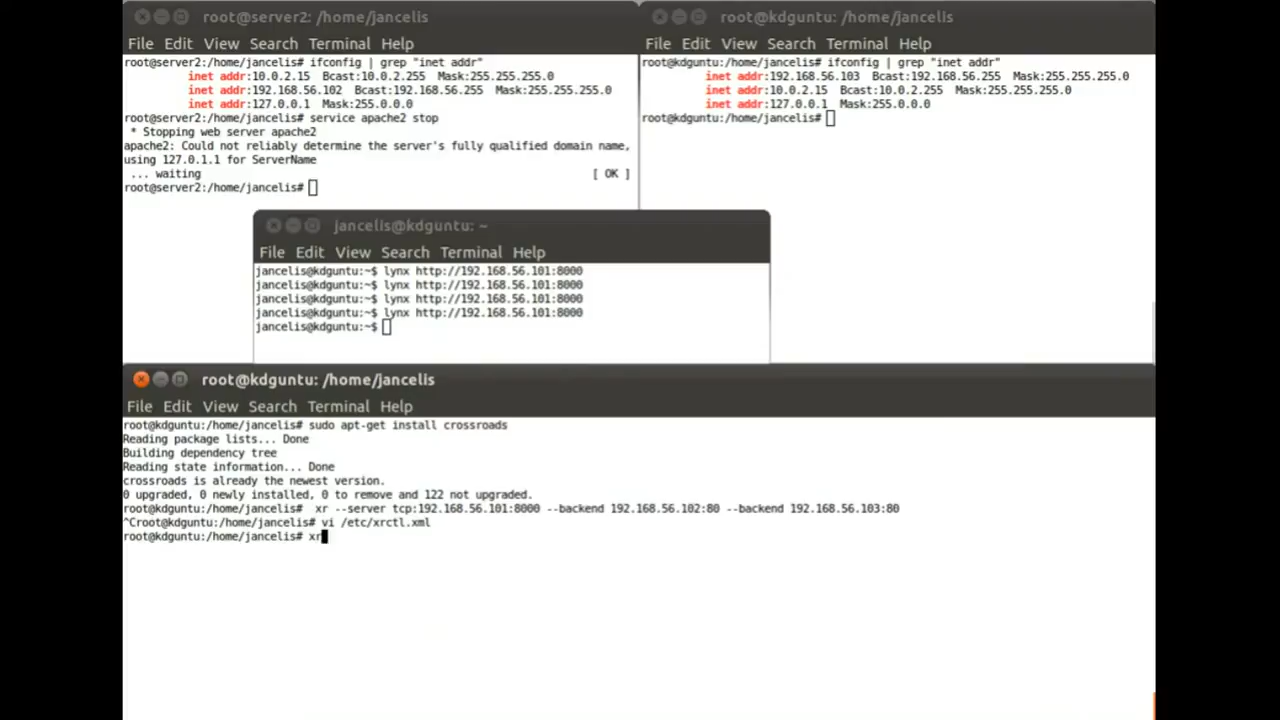 root@server2: /home/jancelis
File Edit View Search Terminal Help
root@server2:/home/jancelis# ifconfig | grep "inet addr"
inet addr:10.0.2.15 Bcast:10.0.2.255 Mask:255.255.255.0
inet addr:192.168.56.102 Bcast:192.168.56.255 Mask:255.255.255.0
inet addr:127.0.0.1 Mask:255.0.0.0
root@server2:/home/jancelis# service apache2 stop
* Stopping web server apache2
apache2: Could not reliably determine the server's fully qualified domain name,
using 127.0.1.1 for ServerName
... waiting [ OK ]
root@server2:/home/jancelis#
root@kdguntu: /home/jancelis
File Edit View Search Terminal Help
root@kdguntu:/home/jancelis# ifconfig | grep "inet addr"
inet addr:192.168.56.103 Bcast:192.168.56.255 Mask:255.255.255.0
inet addr:10.0.2.15 Bcast:10.0.2.255 Mask:255.255.255.0
inet addr:127.0.0.1 Mask:255.0.0.0
root@kdguntu:/home/jancelis#
jancelis@kdguntu: ~
File Edit View Search Terminal Help
jancelis@kdguntu:~$ lynx http://192.168.56.101:8000
jancelis@kdguntu:~$ lynx http://192.168.56.101:8000
jancelis@kdguntu:~$ lynx http://192.168.56.101:8000
jancelis@kdguntu:~$ lynx http://192.168.56.101:8000
jancelis@kdguntu:~$
root@kdguntu: /home/jancelis
File Edit View Search Terminal Help
root@kdguntu:/home/jancelis# sudo apt-get install crossroads
Reading package lists... Done
Building dependency tree
Reading state information... Done
crossroads is already the newest version.
0 upgraded, 0 newly installed, 0 to remove and 122 not upgraded.
root@kdguntu:/home/jancelis# xr --server tcp:192.168.56.101:8000 --backend 192.168.56.102:80 --backend 192.168.56.103:80
^Croot@kdguntu:/home/jancelis# vi /etc/xrctl.xml
root@kdguntu:/home/jancelis# xr